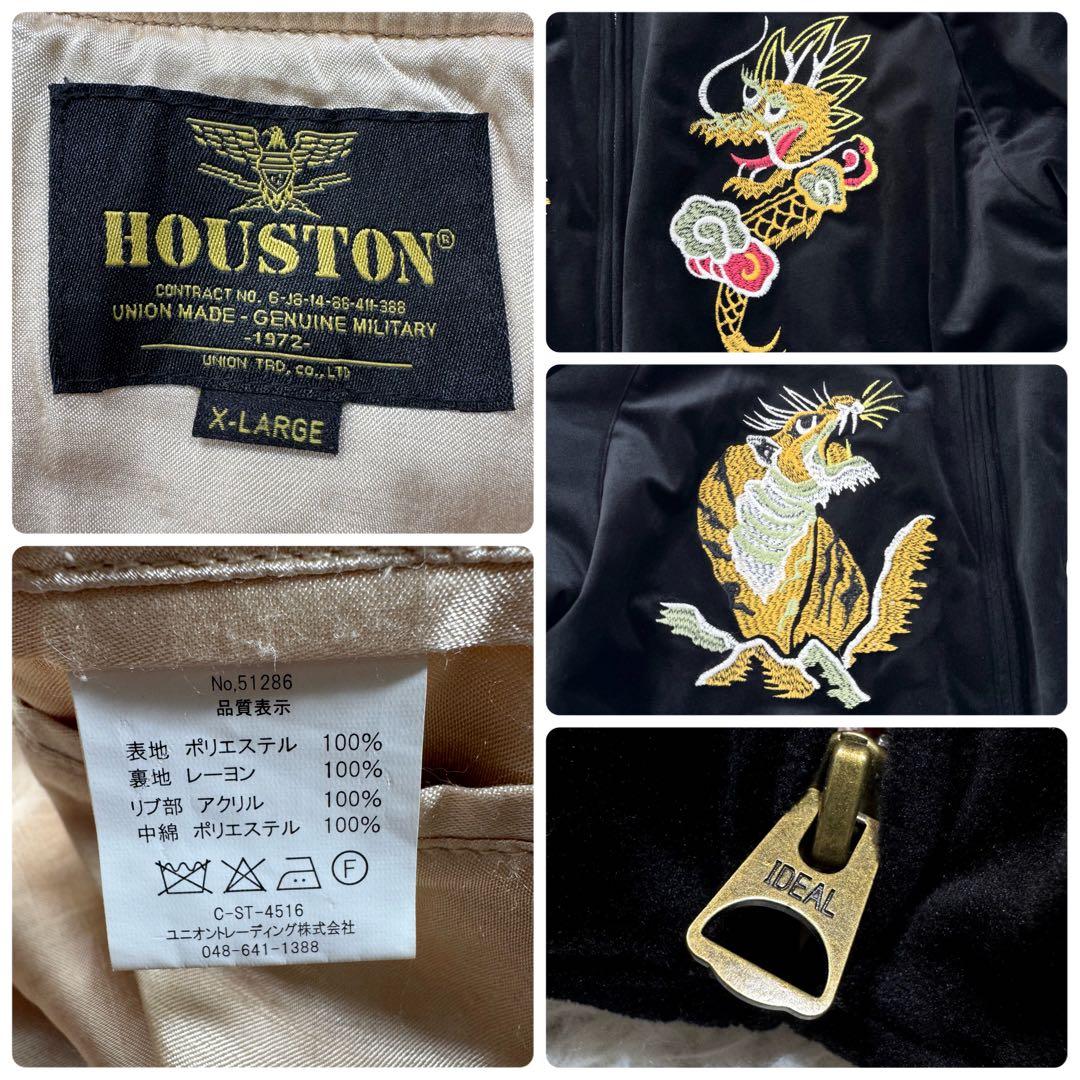 HOUSTON®
CONTRACT NO. 6-J8-14-86-411-388
UNION MADE - GENUINE MILITARY
-1972-
UNION TRD. CO.,LTD
X-LARGE
No,51286
品質表示
表地 ポリエステル 100%
裏地 レーヨン 100%
リブ部 アクリル 100%
中綿 ポリエステル 100%
F
C-ST-4516
ユニオントレーディング株式会社
048-641-1388
IDEAL